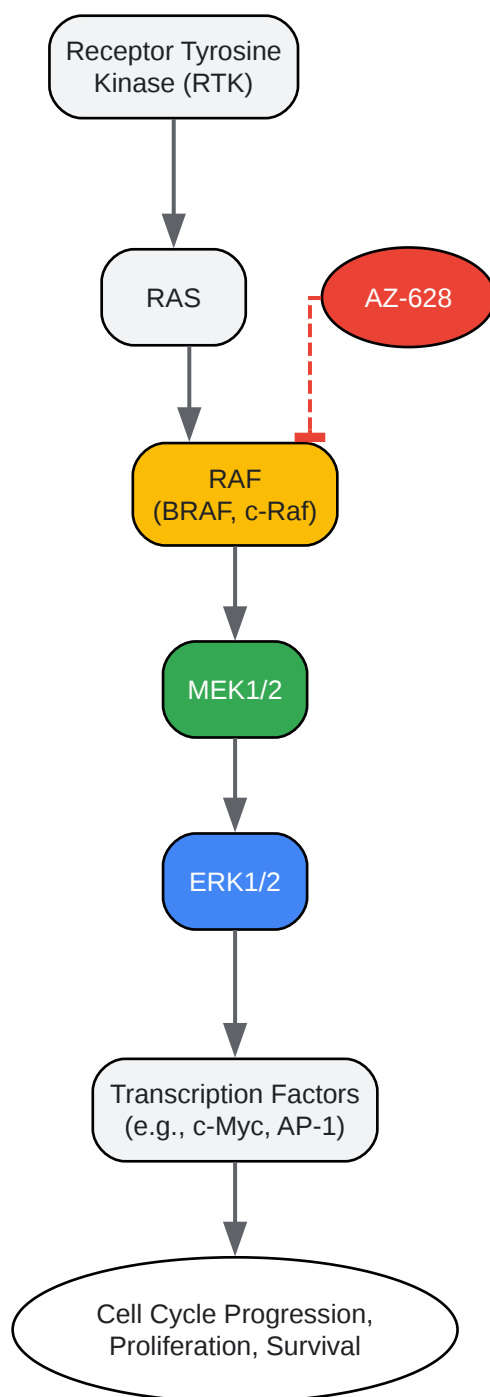 Receptor Tyrosine
Kinase (RTK)
RAS
AZ-628
RAF
(BRAF, c-Raf)
MEK1/2
ERK1/2
Transcription Factors
(e.g., c-Myc, AP-1)
Cell Cycle Progression,
Proliferation, Survival